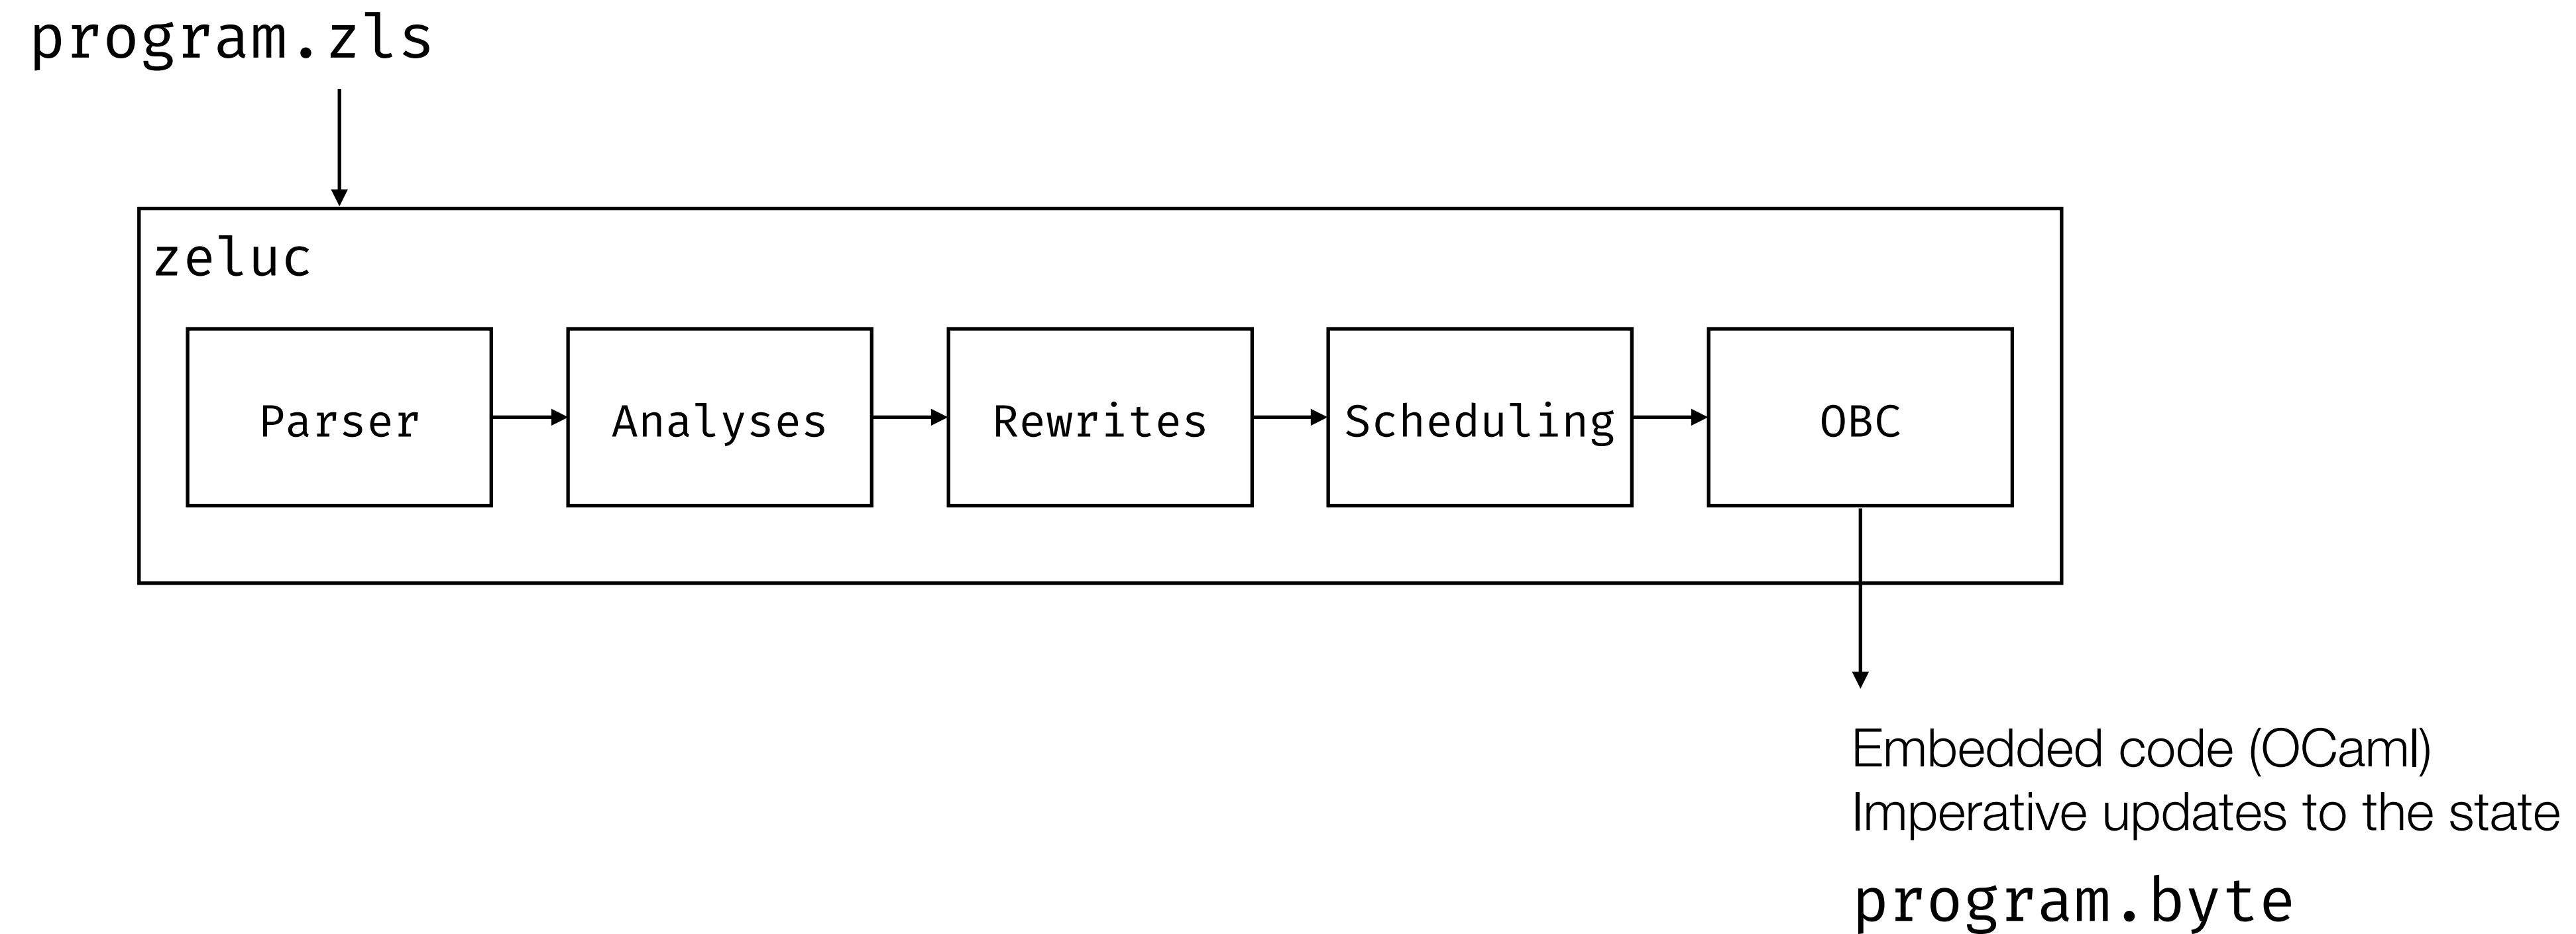 program.zls
zeluc
Parser
Analyses
Rewrites
Scheduling
OBC
Embedded code (OCaml)
Imperative updates to the state
program.byte